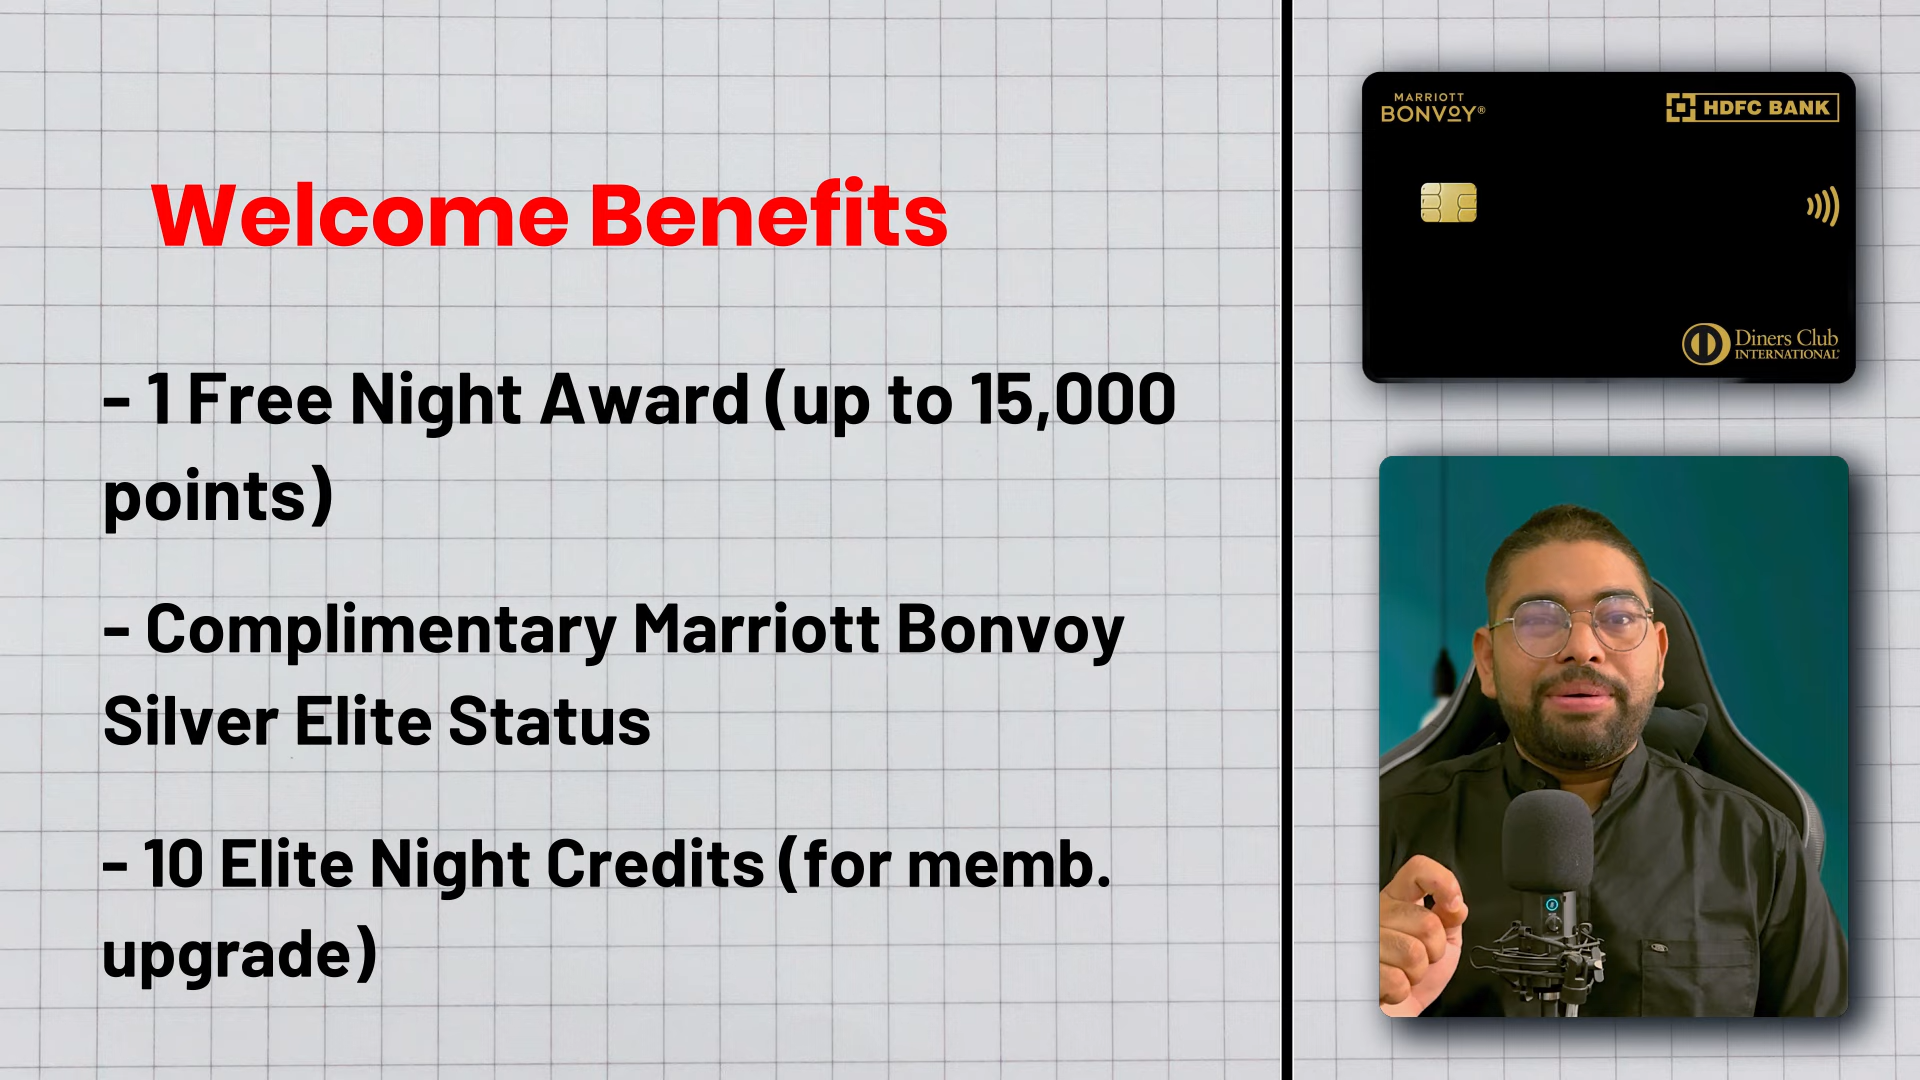 Welcome Benefits
- 1 Free Night Award (up to 15,000
points)
- Complimentary Marriott Bonvoy
Silver Elite Status
- 10 Elite Night Credits (for memb.
upgrade)
MARRIOTT
BONVOY®
HDFC BANK
Diners Club
INTERNATIONAL®